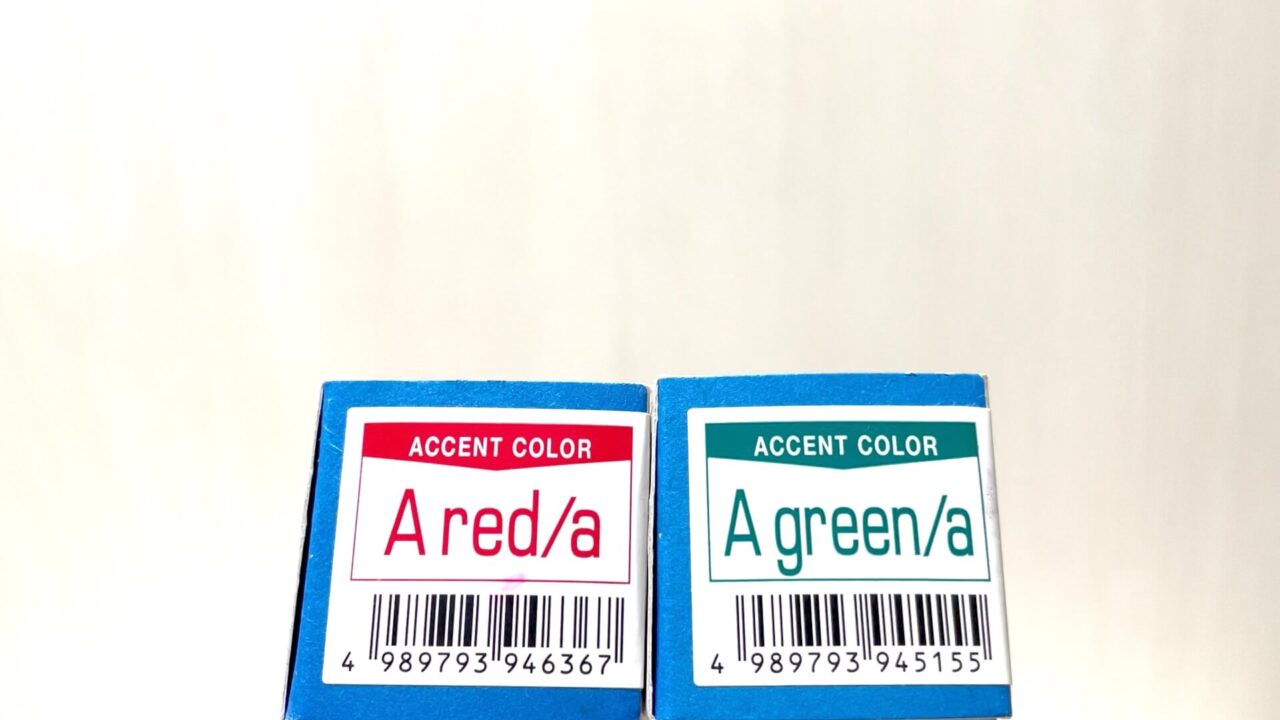 ACCENT COLOR
A red/a
4 989793 946367
ACCENT COLOR
A green/a
4 989793 945155